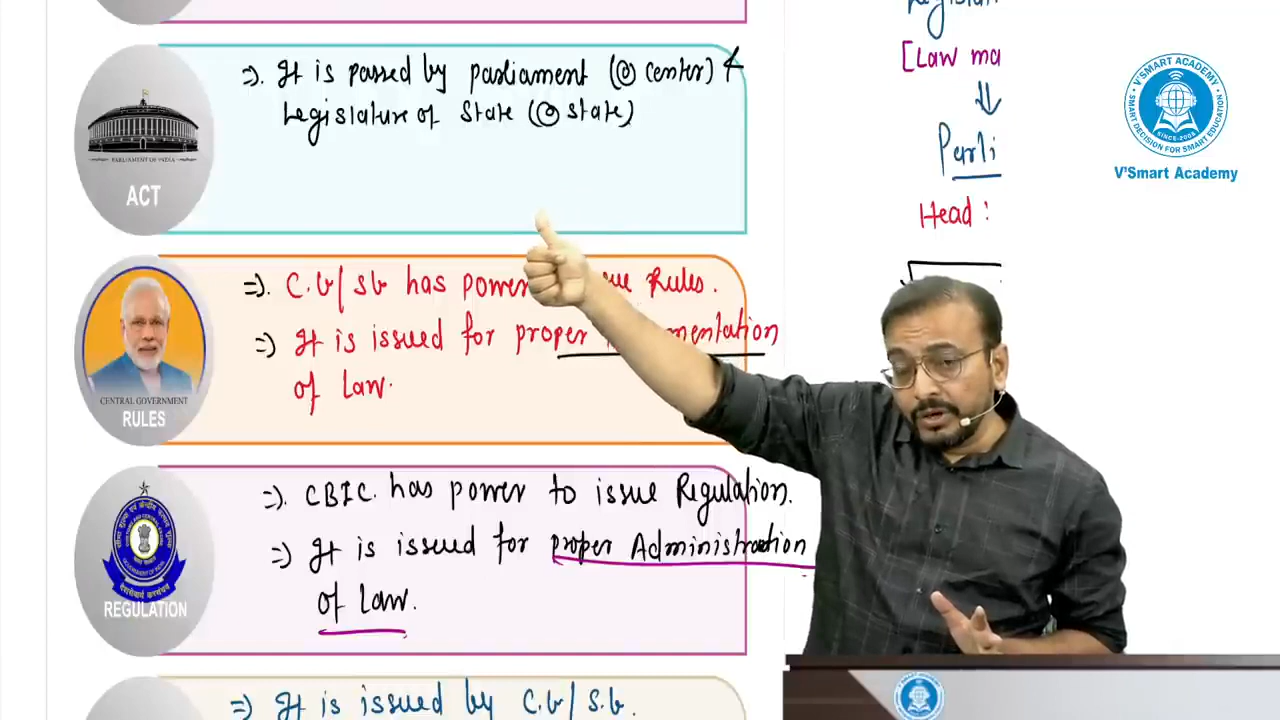 =). It is passed by parliament (@ center) &
Legislature of State (@ state)
PARLIAMENT OF INDIA
ACT
=). C.G/SG has power Rules.
=) It is issued for proper
of law.
CENTRAL GOVERNMENT
RULES
=). CBIC. has power to issue Regulation.
=) It is issued for proper Administration
of law.
REGULATION
=) It is issued by C.G/S.G.
[Law ma
Parli
Head :
V'SMART ACADEMY
SINCE-2008
SMART DECISION FOR SMART EDUCATION
V'Smart Academy